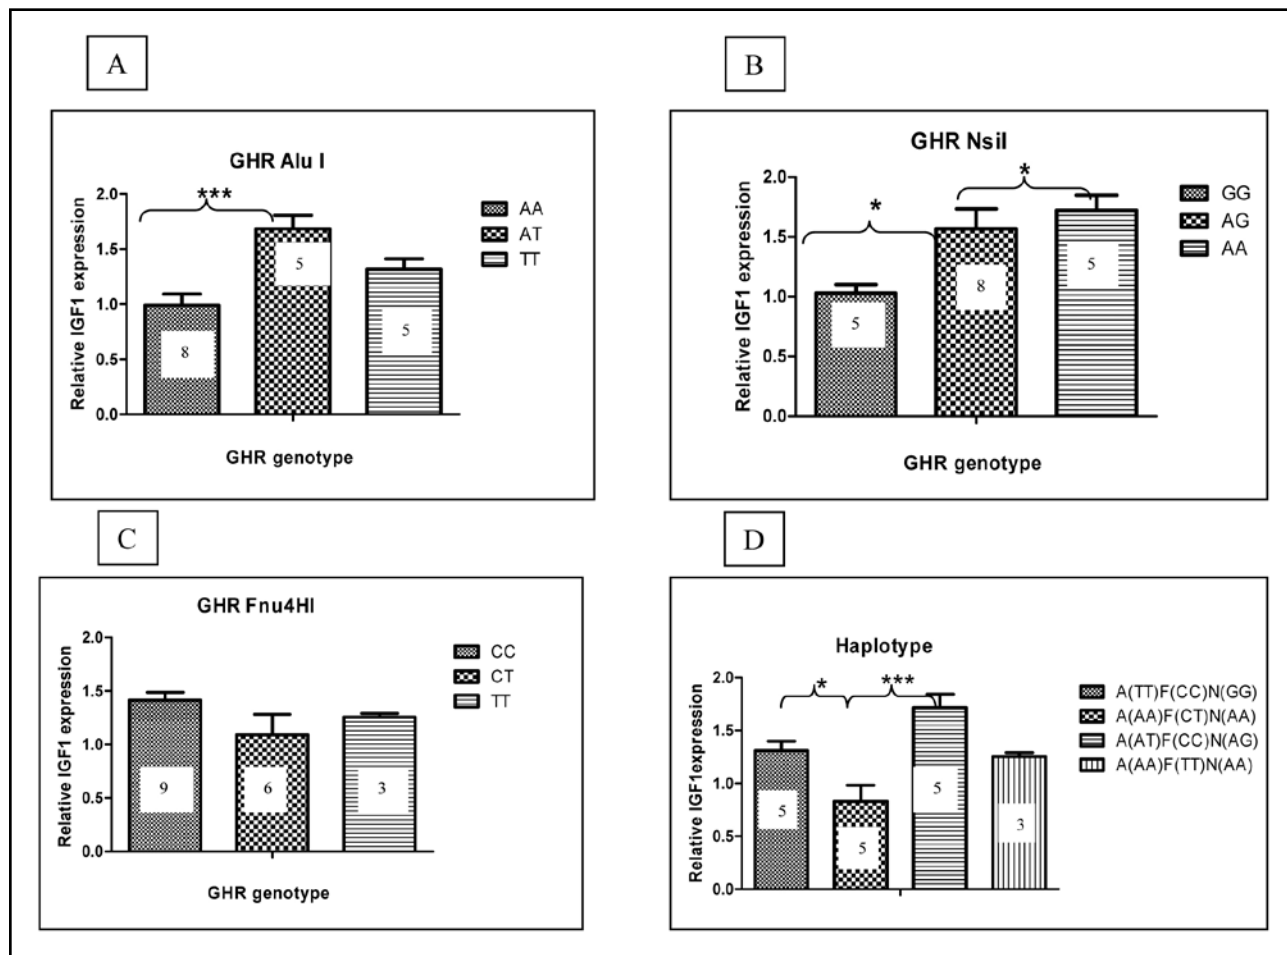 A
GHR Alu I
***
2.0
1.5
1.0
0.5
0.0
Relative IGF1 expression
8
5
5
AA
AT
TT
GHR genotype
B
GHR NsiI
*
*
2.0
1.5
1.0
0.5
0.0
Relative IGF1 expression
5
8
5
GG
AG
AA
GHR genotype
C
GHR Fnu4HI
2.0
1.5
1.0
0.5
0.0
Relative IGF1 expression
9
6
3
CC
CT
TT
GHR genotype
D
Haplotype
*
***
2.0
1.5
1.0
0.5
0.0
Relative IGF1expression
5
5
5
3
A(TT)F(CC)N(GG)
A(AA)F(CT)N(AA)
A(AT)F(CC)N(AG)
A(AA)F(TT)N(AA)